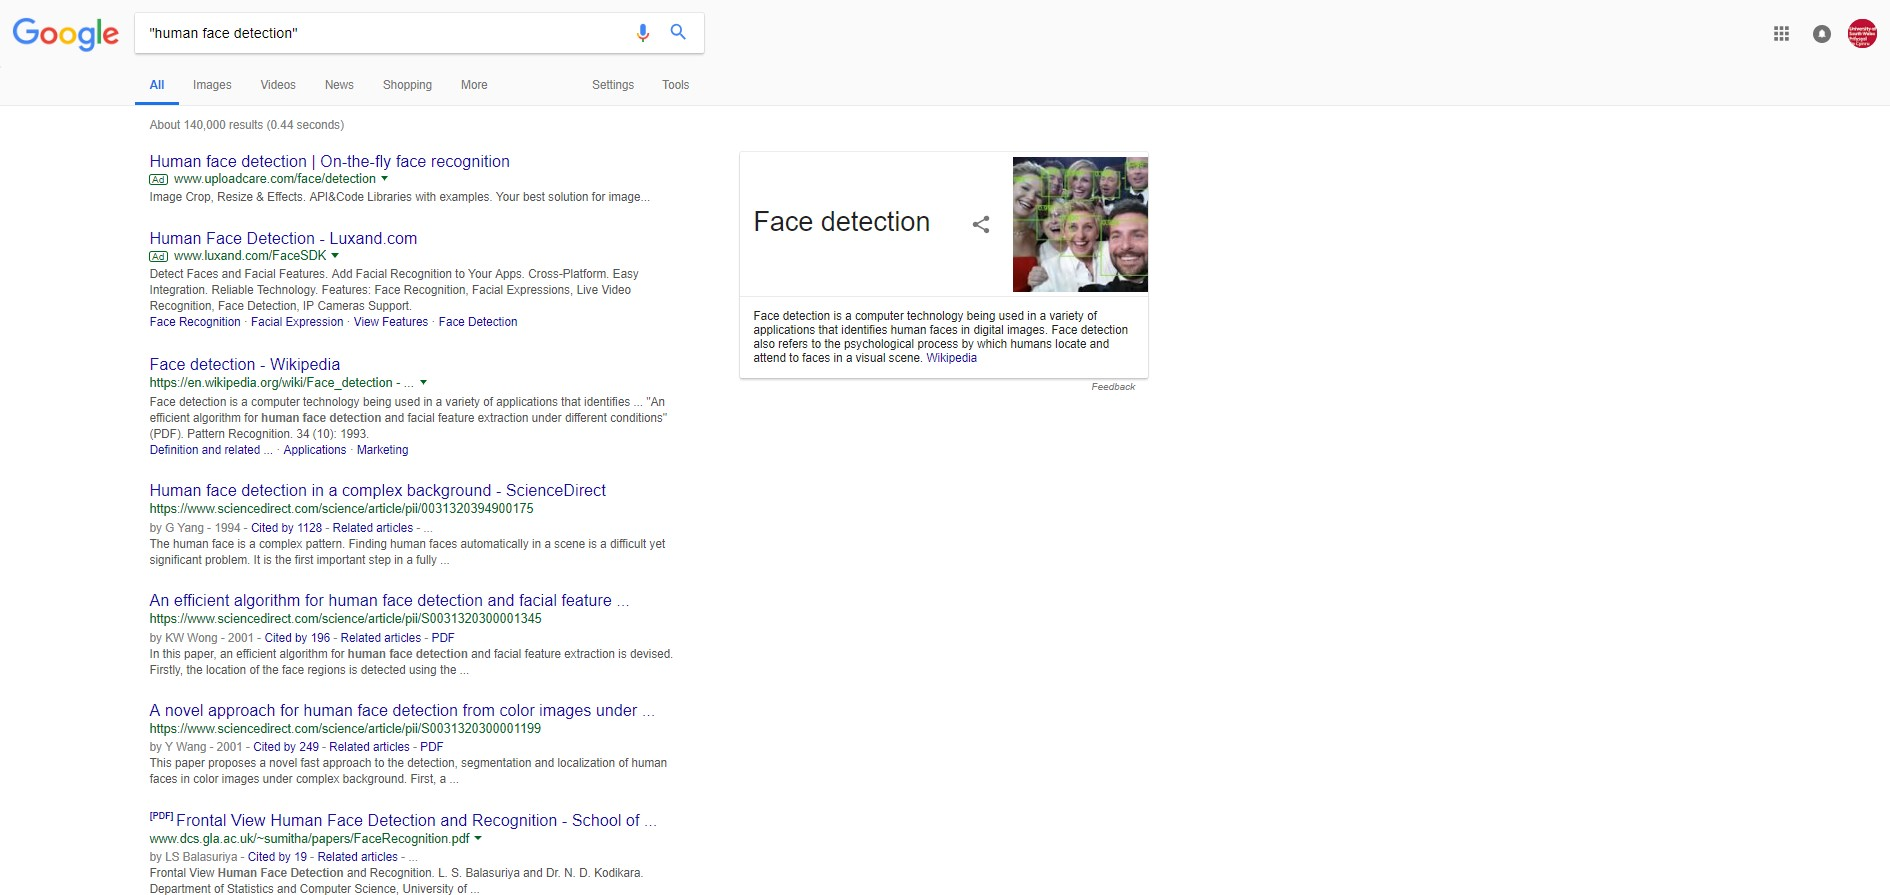 Google
"human face detection"
All Images Videos News Shopping More Settings Tools
About 140,000 results (0.44 seconds)
Human face detection | On-the-fly face recognition
Ad www.uploadcare.com/face/detection
Image Crop, Resize & Effects. API&Code Libraries with examples. Your best solution for image...
Human Face Detection - Luxand.com
Ad www.luxand.com/FaceSDK
Detect Faces and Facial Features. Add Facial Recognition to Your Apps. Cross-Platform. Easy
Integration. Reliable Technology. Features: Face Recognition, Facial Expressions, Live Video
Recognition, Face Detection, IP Cameras Support.
Face Recognition · Facial Expression · View Features · Face Detection
Face detection - Wikipedia
https://en.wikipedia.org/wiki/Face_detection - ...
Face detection is a computer technology being used in a variety of applications that identifies ... "An
efficient algorithm for human face detection and facial feature extraction under different conditions"
(PDF). Pattern Recognition. 34 (10): 1993.
Definition and related ... · Applications · Marketing
Human face detection in a complex background - ScienceDirect
https://www.sciencedirect.com/science/article/pii/0031320394900175
by G Yang - 1994 - Cited by 1128 - Related articles - ...
The human face is a complex pattern. Finding human faces automatically in a scene is a difficult yet
significant problem. It is the first important step in a fully ...
An efficient algorithm for human face detection and facial feature ...
https://www.sciencedirect.com/science/article/pii/S0031320300001345
by KW Wong - 2001 - Cited by 196 - Related articles - PDF
In this paper, an efficient algorithm for human face detection and facial feature extraction is devised.
Firstly, the location of the face regions is detected using the ...
A novel approach for human face detection from color images under ...
https://www.sciencedirect.com/science/article/pii/S0031320300001199
by Y Wang - 2001 - Cited by 249 - Related articles - PDF
This paper proposes a novel fast approach to the detection, segmentation and localization of human
faces in color images under complex background. First, a ...
[PDF] Frontal View Human Face Detection and Recognition - School of ...
www.dcs.gla.ac.uk/~sumitha/papers/FaceRecognition.pdf
by LS Balasuriya - Cited by 19 - Related articles - ...
Frontal View Human Face Detection and Recognition. L. S. Balasuriya and Dr. N. D. Kodikara.
Department of Statistics and Computer Science, University of ...
Face detection
Face detection is a computer technology being used in a variety of
applications that identifies human faces in digital images. Face detection
also refers to the psychological process by which humans locate and
attend to faces in a visual scene. Wikipedia
Feedback